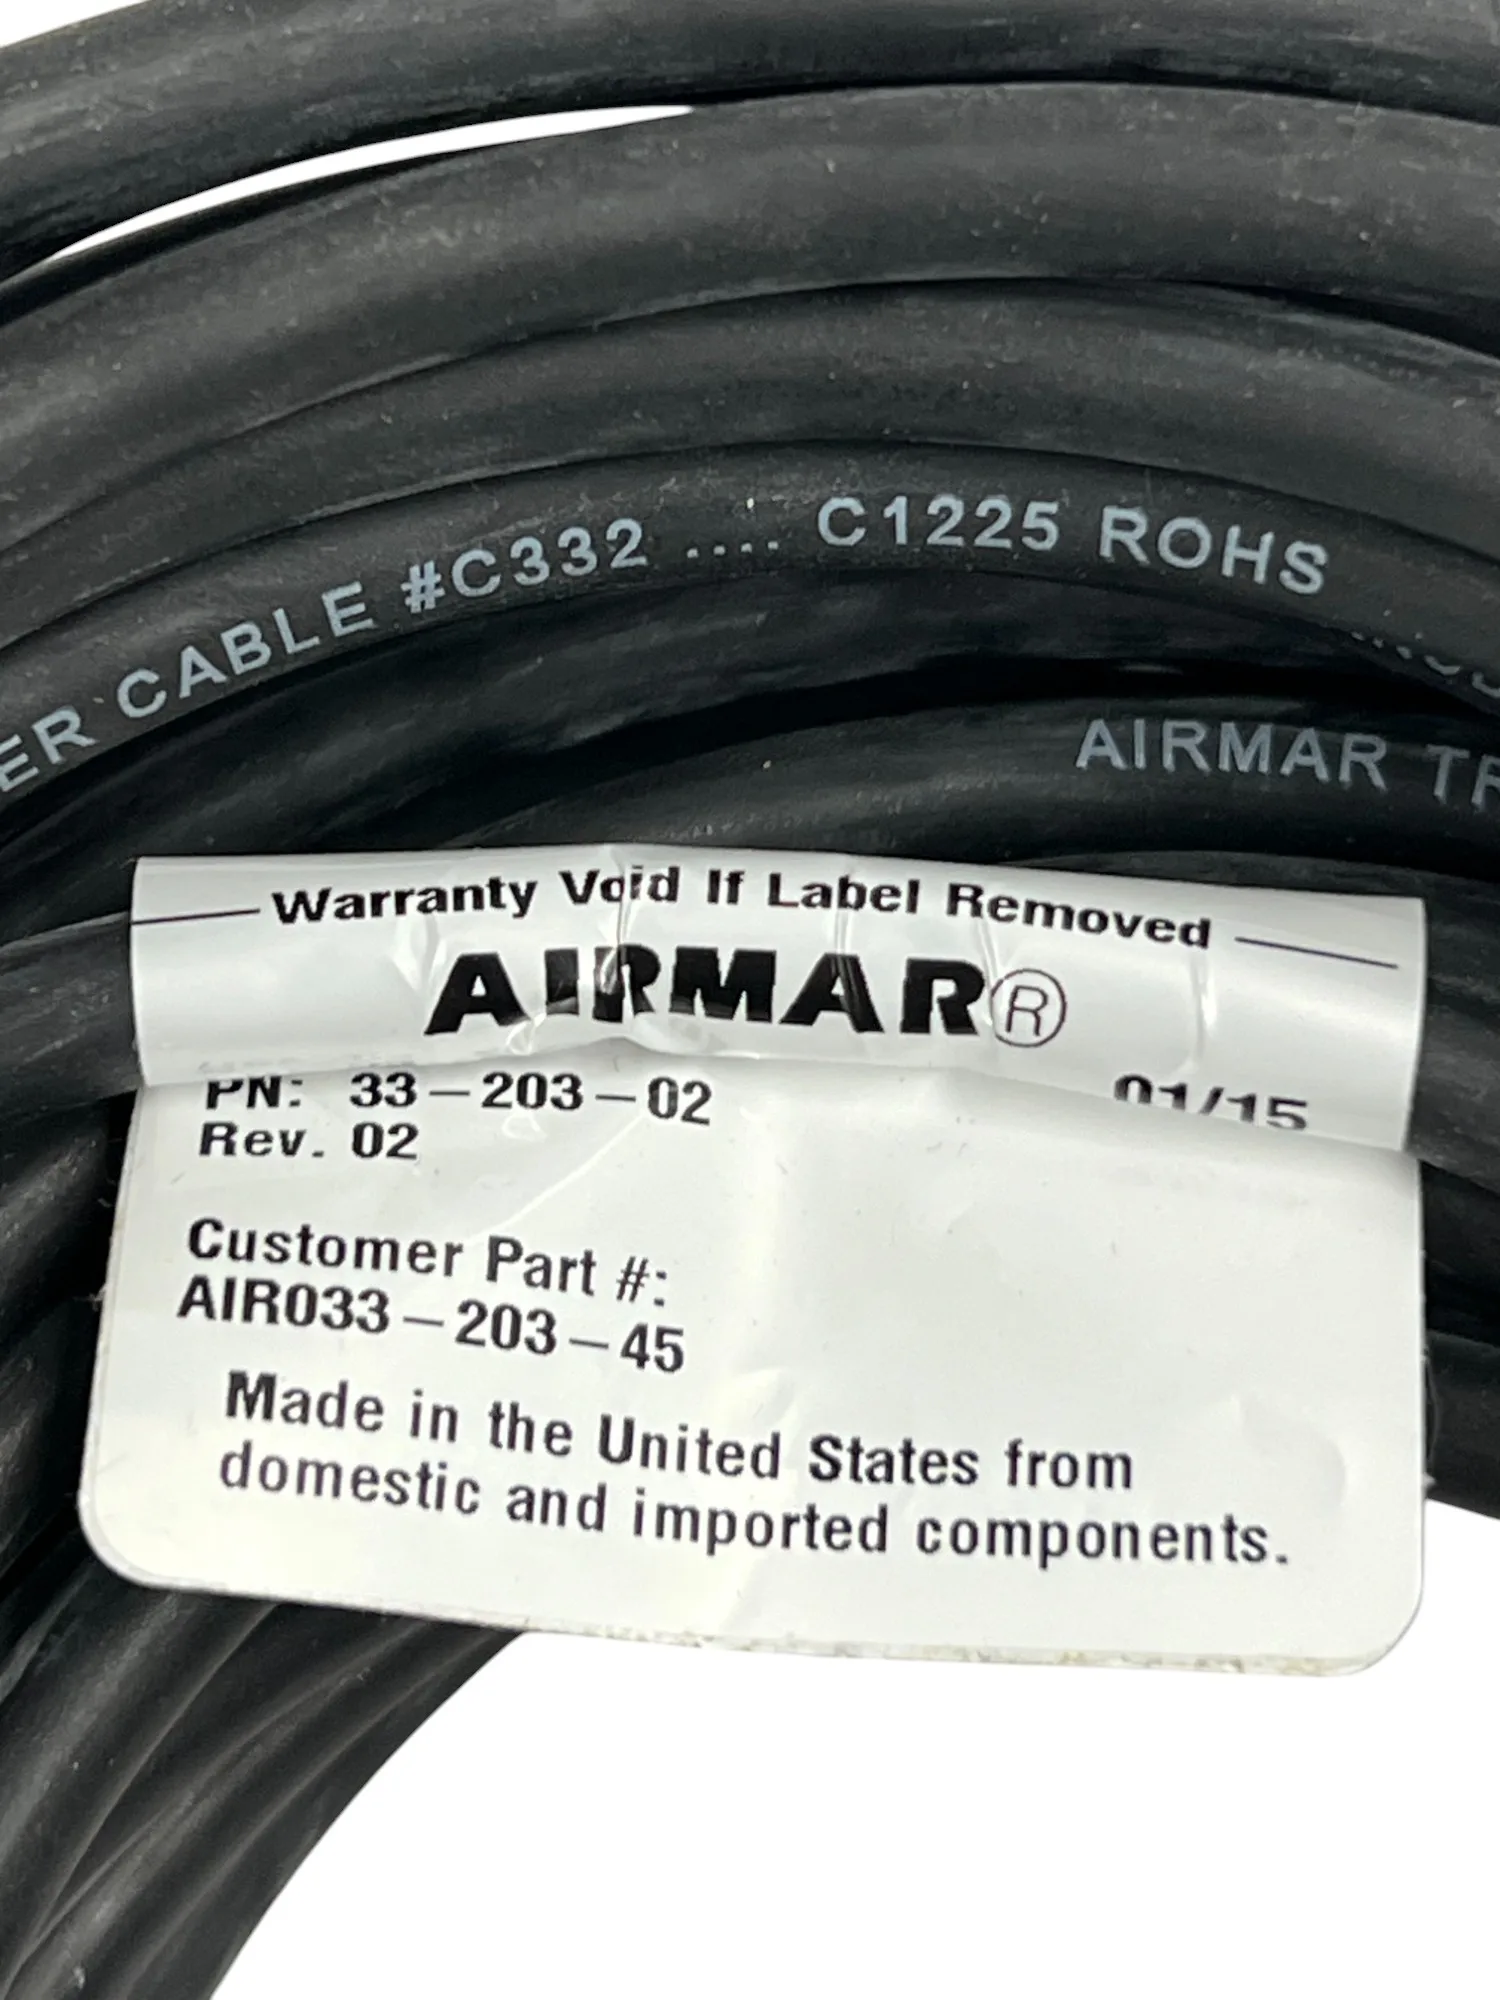 ER CABLE #C332 .... C1225 ROHS
AIRMAR TR
Warranty Void If Label Removed
AIRMAR®
PN: 33-203-02
01/15
Rev. 02
Customer Part #:
AIR033-203-45
Made in the United States from
domestic and imported components.